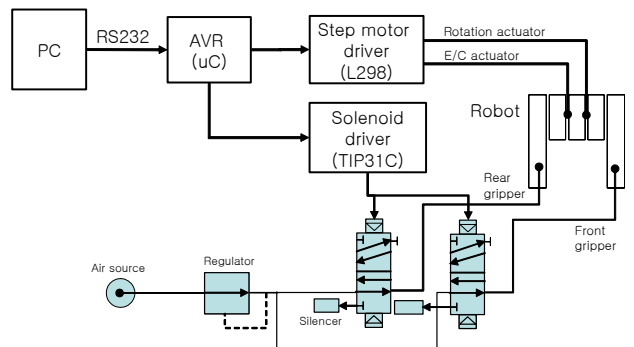 PC
RS232
AVR
(uC)
Step motor
driver
(L298)
Rotation actuator
E/C actuator
Robot
Solenoid
driver
(TIP31C)
Rear
gripper
Front
gripper
Air source
Regulator
Silencer